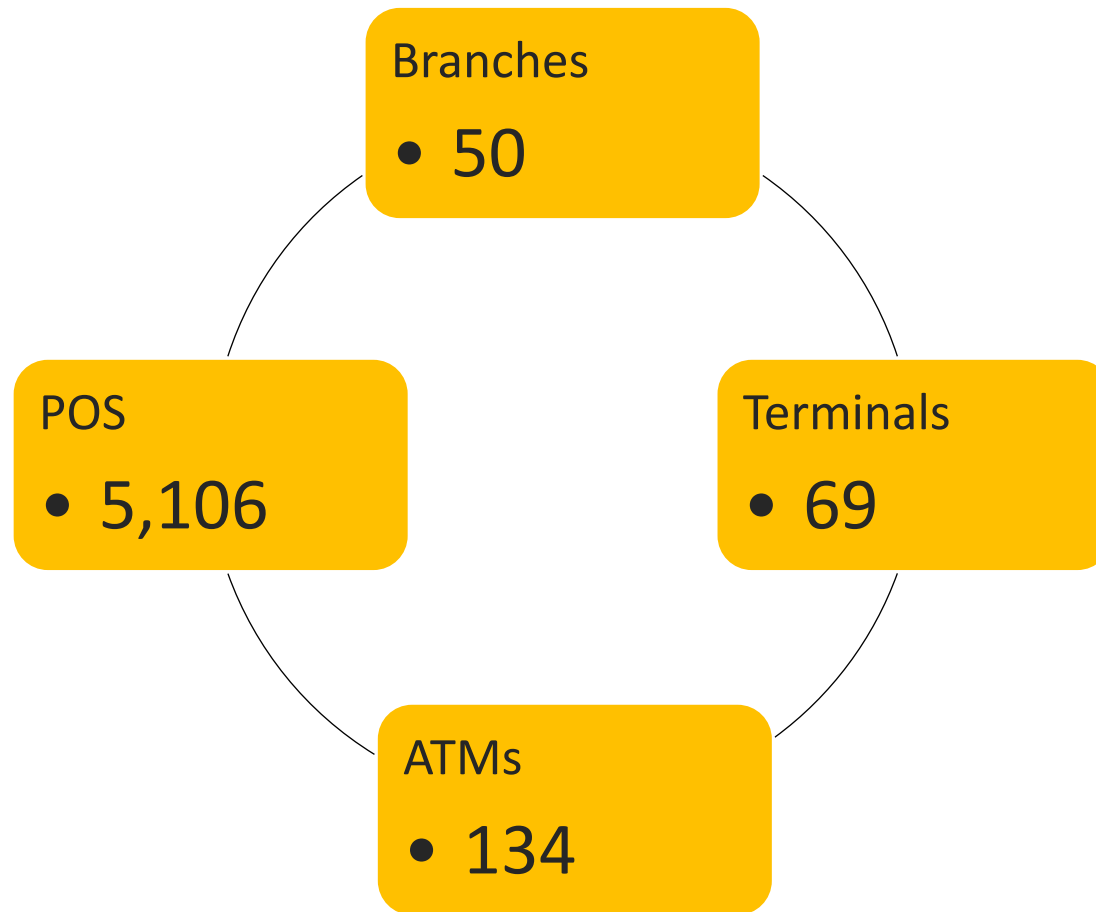 Branches
• 50
POS
• 5,106
Terminals
• 69
ATMs
• 134